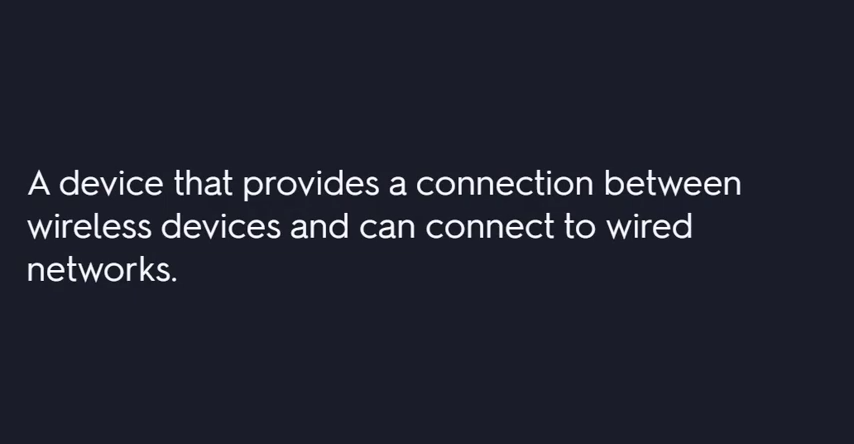 A device that provides a connection between
wireless devices and can connect to wired
networks.